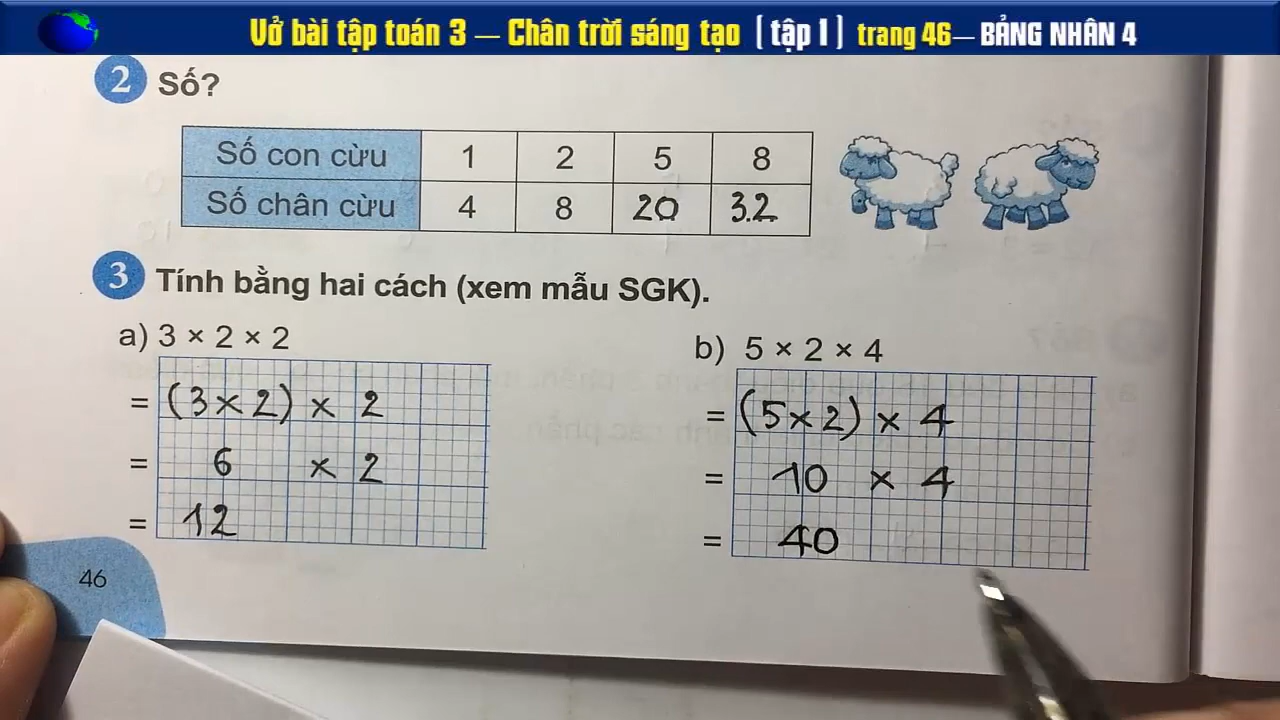 Vở bài tập toán 3 — Chân trời sáng tạo [ tập 1 ] trang 46— BẢNG NHÂN 4
2 Số?
Số con cừu 1 2 5 8
Số chân cừu 4 8 20 32
3 Tính bằng hai cách (xem mẫu SGK).
a) 3 × 2 × 2
= (3 × 2) × 2
= 6 × 2
= 12
b) 5 × 2 × 4
= (5 × 2) × 4
= 10 × 4
= 40
46